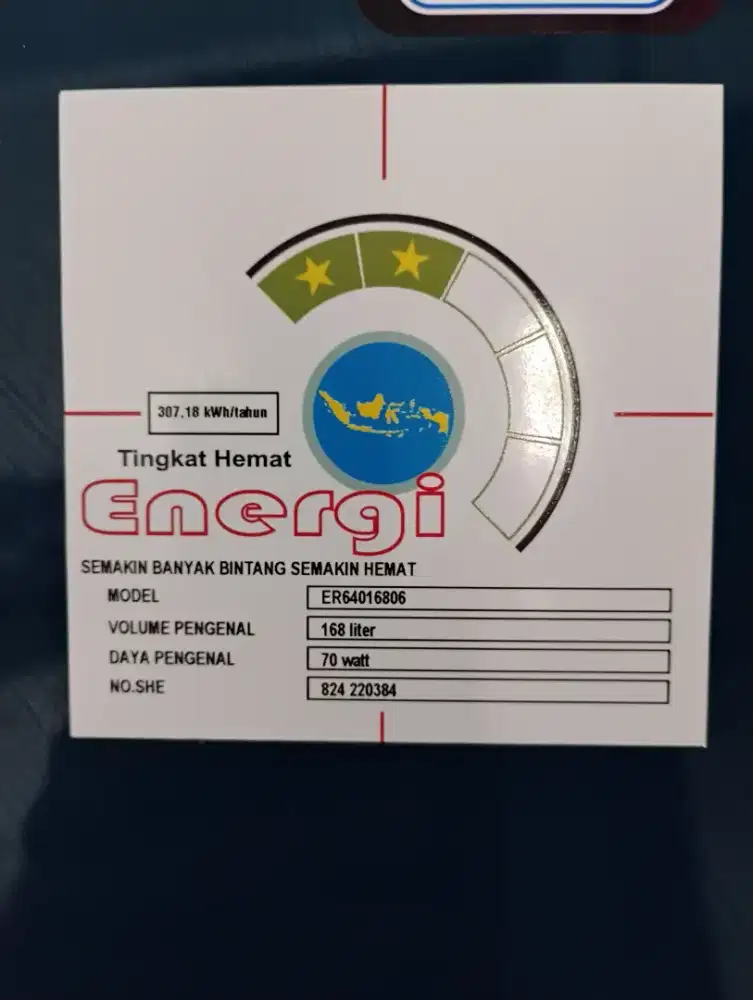 307,18 kWh/tahun
Tingkat Hemat
Energi
SEMAKIN BANYAK BINTANG SEMAKIN HEMAT
MODEL ER64016806
VOLUME PENGENAL 168 liter
DAYA PENGENAL 70 watt
NO.SHE 824 220384